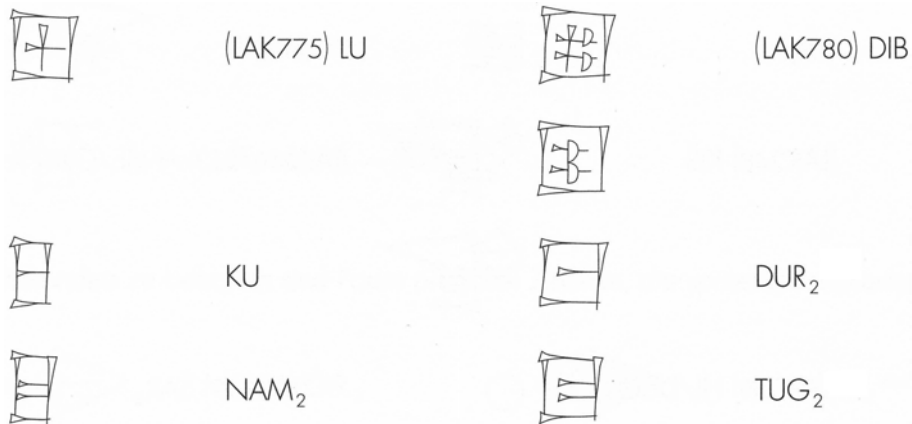 (LAK775) LU (LAK780) DIB
KU DUR₂
NAM₂ TUG₂